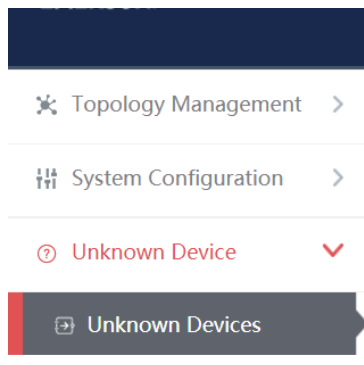 Topology Management
System Configuration
Unknown Device
Unknown Devices